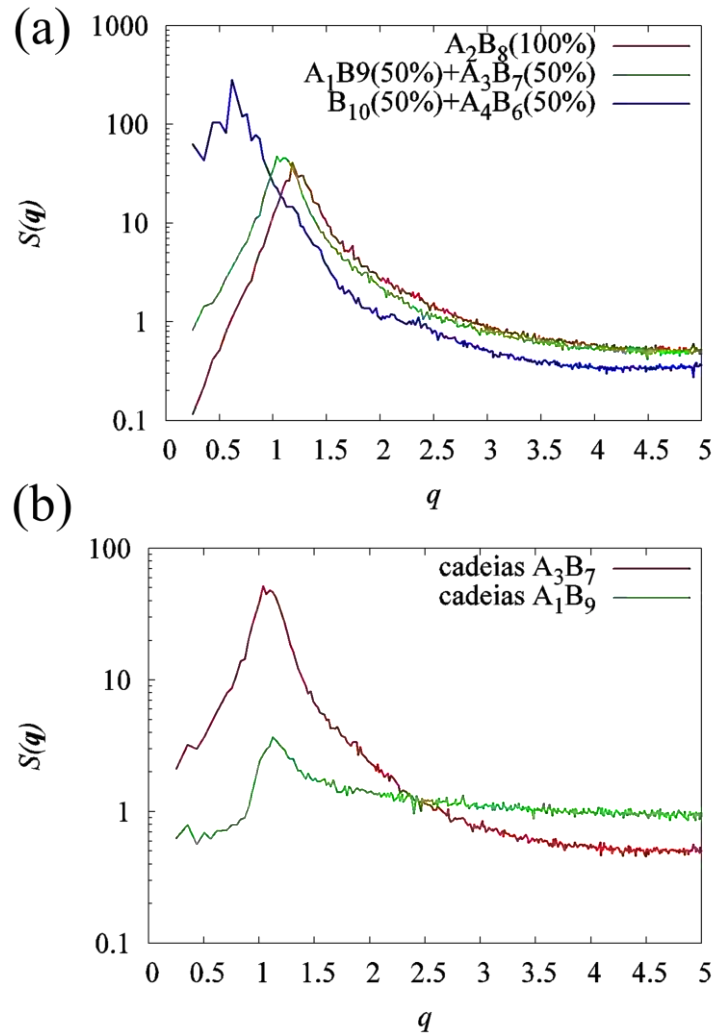 (a)
1000
100
10
1
0.1
S(q)
A2B8(100%)
A1B9(50%)+A3B7(50%)
B10(50%)+A4B6(50%)
0 0.5 1 1.5 2 2.5 3 3.5 4 4.5 5
q
(b)
100
10
1
0.1
S(q)
cadeias A3B7
cadeias A1B9
0 0.5 1 1.5 2 2.5 3 3.5 4 4.5 5
q